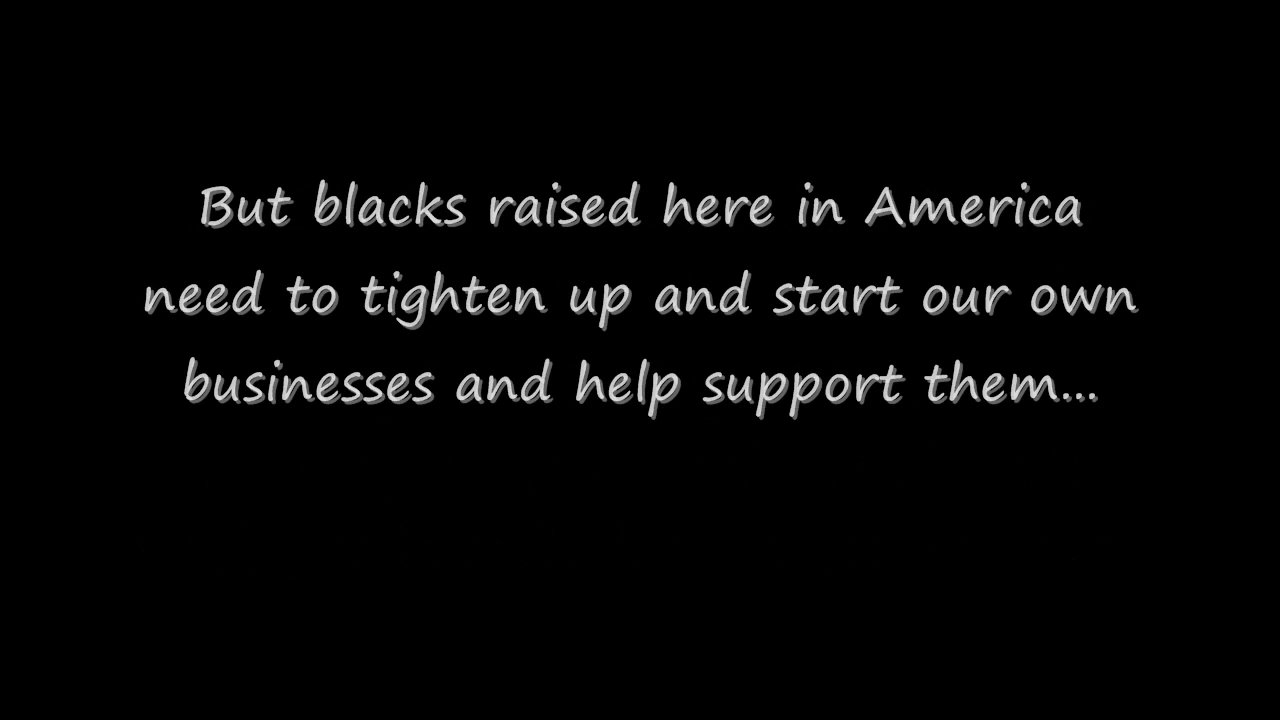 But blacks raised here in America
need to tighten up and start our own
businesses and help support them...